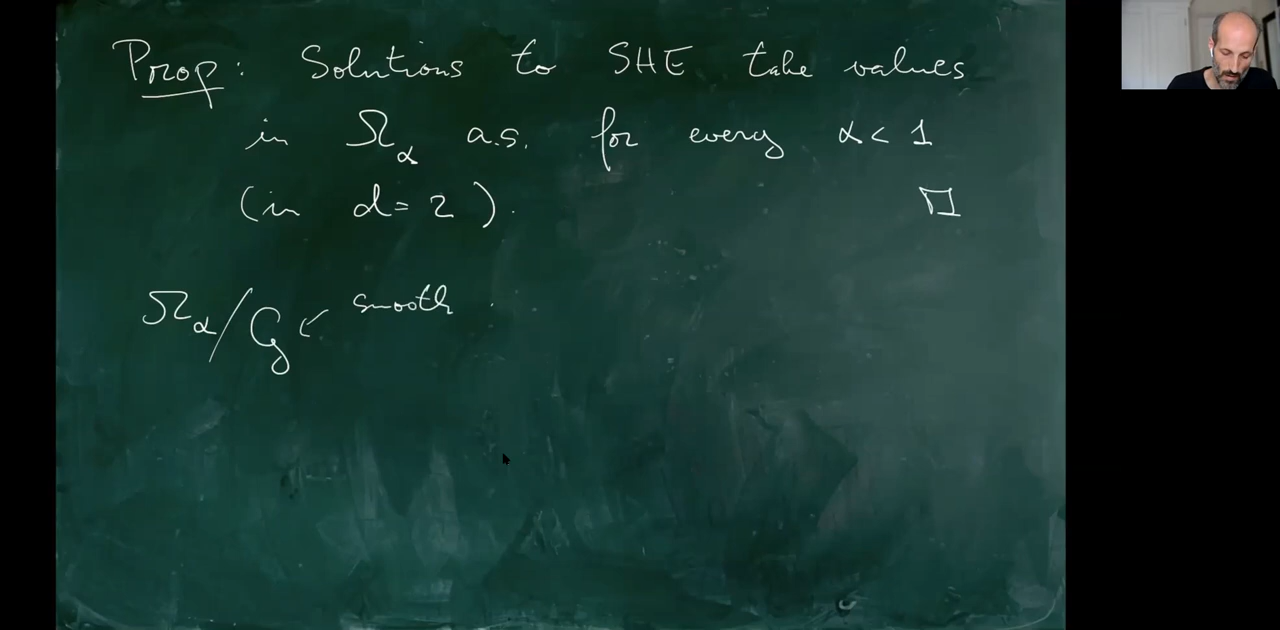 Prop: Solutions to SHE take values
in Ω_α a.s. for every α < 1
(in d = 2). □
Ω_α / G ← smooth.